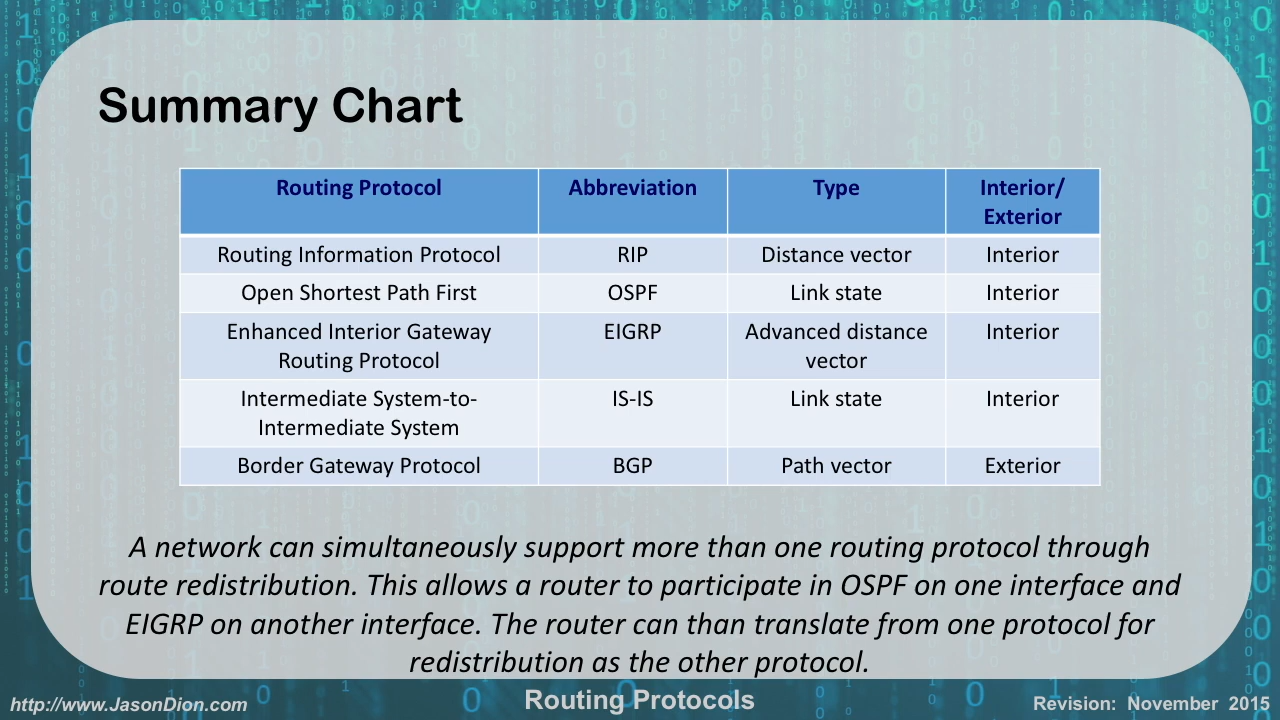 Summary Chart
Routing Protocol Abbreviation Type Interior/
Exterior
Routing Information Protocol RIP Distance vector Interior
Open Shortest Path First OSPF Link state Interior
Enhanced Interior Gateway EIGRP Advanced distance Interior
Routing Protocol vector
Intermediate System-to- IS-IS Link state Interior
Intermediate System
Border Gateway Protocol BGP Path vector Exterior
A network can simultaneously support more than one routing protocol through
route redistribution. This allows a router to participate in OSPF on one interface and
EIGRP on another interface. The router can than translate from one protocol for
redistribution as the other protocol.
http://www.JasonDion.com Routing Protocols Revision: November 2015